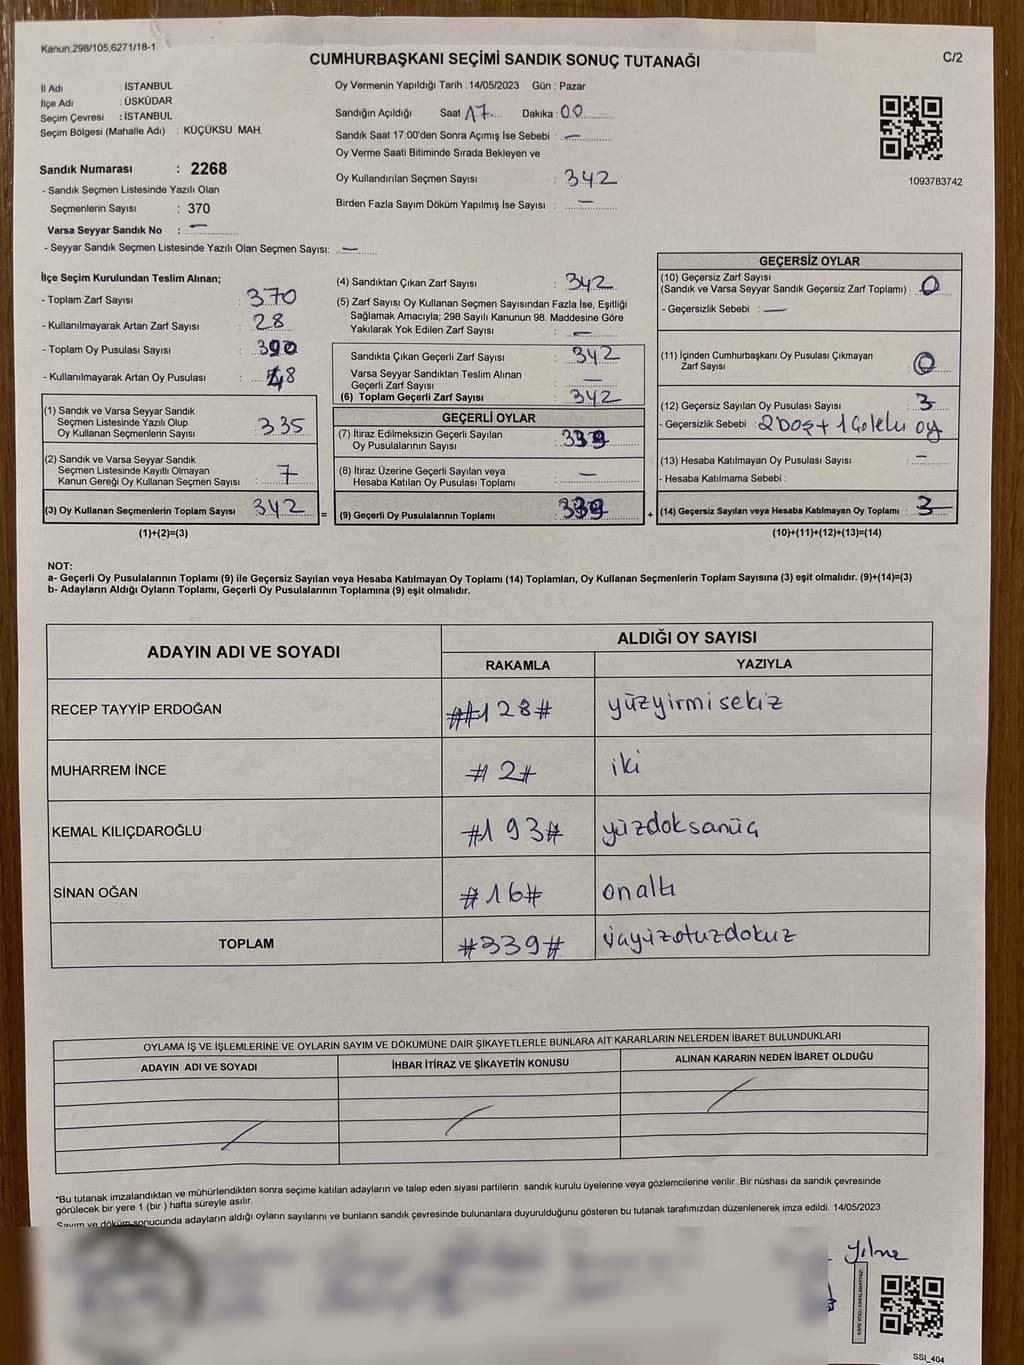 Kanun:298/105;6271/18-1
CUMHURBAŞKANI SEÇİMİ SANDIK SONUÇ TUTANAĞI
C/2
İl Adı : İSTANBUL
İlçe Adı : ÜSKÜDAR
Seçim Çevresi : İSTANBUL
Seçim Bölgesi (Mahalle Adı) : KÜÇÜKSU MAH.
Sandık Numarası : 2268
- Sandık Seçmen Listesinde Yazılı Olan
Seçmenlerin Sayısı : 370
Varsa Seyyar Sandık No : —
- Seyyar Sandık Seçmen Listesinde Yazılı Olan Seçmen Sayısı: —
Oy Vermenin Yapıldığı Tarih : 14/05/2023 Gün : Pazar
Sandığın Açıldığı Saat 17 Dakika : 00
Sandık Saat 17:00'den Sonra Açımış İse Sebebi : —
Oy Verme Saati Bitiminde Sırada Bekleyen ve
Oy Kullandırılan Seçmen Sayısı : 342
Birden Fazla Sayım Döküm Yapılmış İse Sayısı : —
1093783742
İlçe Seçim Kurulundan Teslim Alınan;
- Toplam Zarf Sayısı : 370
- Kullanılmayarak Artan Zarf Sayısı : 28
- Toplam Oy Pusulası Sayısı :
- Kullanılmayarak Artan Oy Pusulası :
(1) Sandık ve Varsa Seyyar Sandık
Seçmen Listesinde Yazılı Olup
Oy Kullanan Seçmenlerin Sayısı : 335
(2) Sandık ve Varsa Seyyar Sandık
Seçmen Listesinde Kayıtlı Olmayan
Kanun Gereği Oy Kullanan Seçmen Sayısı : 7
(3) Oy Kullanan Seçmenlerin Toplam Sayısı : 342
(1)+(2)=(3)
=
(4) Sandıktan Çıkan Zarf Sayısı : 342
(5) Zarf Sayısı Oy Kullanan Seçmen Sayısından Fazla İse, Eşitliği
Sağlamak Amacıyla; 298 Sayılı Kanunun 98. Maddesine Göre
Yakılarak Yok Edilen Zarf Sayısı : —
Sandıkta Çıkan Geçerli Zarf Sayısı : 342
Varsa Seyyar Sandıktan Teslim Alınan
Geçerli Zarf Sayısı : —
(6) Toplam Geçerli Zarf Sayısı : 342
GEÇERLİ OYLAR
(7) İtiraz Edilmeksizin Geçerli Sayılan
Oy Pusulalarının Sayısı : 339
(8) İtiraz Üzerine Geçerli Sayılan veya
Hesaba Katılan Oy Pusulası Toplamı : —
(9) Geçerli Oy Pusulalarının Toplamı : 339
+
GEÇERSİZ OYLAR
(10) Geçersiz Zarf Sayısı
(Sandık ve Varsa Seyyar Sandık Geçersiz Zarf Toplamı) : 0
- Geçersizlik Sebebi : —
(11) İçinden Cumhurbaşkanı Oy Pusulası Çıkmayan
Zarf Sayısı : 0
(12) Geçersiz Sayılan Oy Pusulası Sayısı : 3
- Geçersizlik Sebebi : 2 boş + 1 çoklu oy
(13) Hesaba Katılmayan Oy Pusulası Sayısı : —
- Hesaba Katılmama Sebebi :
(14) Geçersiz Sayılan veya Hesaba Katılmayan Oy Toplamı : 3
(10)+(11)+(12)+(13)=(14)
NOT:
a- Geçerli Oy Pusulalarının Toplamı (9) ile Geçersiz Sayılan veya Hesaba Katılmayan Oy Toplamı (14) Toplamları, Oy Kullanan Seçmenlerin Toplam Sayısına (3) eşit olmalıdır. (9)+(14)=(3)
b- Adayların Aldığı Oyların Toplamı, Geçerli Oy Pusulalarının Toplamına (9) eşit olmalıdır.
ADAYIN ADI VE SOYADI
ALDIĞI OY SAYISI
RAKAMLA YAZIYLA
RECEP TAYYİP ERDOĞAN ##128# yüzyirmisekiz
MUHARREM İNCE #2# iki
KEMAL KILIÇDAROĞLU #193# yüzdoksanüç
SİNAN OĞAN #16# onaltı
TOPLAM #339# üçyüzotuzdokuz
OYLAMA İŞ VE İŞLEMLERİNE VE OYLARIN SAYIM VE DÖKÜMÜNE DAİR ŞİKAYETLERLE BUNLARA AİT KARARLARIN NELERDEN İBARET BULUNDUKLARI
ADAYIN ADI VE SOYADI İHBAR İTİRAZ VE ŞİKAYETİN KONUSU ALINAN KARARIN NEDEN İBARET OLDUĞU
*Bu tutanak imzalandıktan ve mühürlendikten sonra seçime katılan adayların ve talep eden siyasi partilerin sandık kurulu üyelerine veya gözlemcilerine verilir .Bir nüshası da sandık çevresinde
görülecek bir yere 1 (bir ) hafta süreyle asılır.
Sayım ve döküm sonucunda adayların aldığı oyların sayılarını ve bunların sandık çevresinde bulunanlara duyurulduğunu gösteren bu tutanak tarafımızdan düzenlenerek imza edildi. 14/05/2023
SSI_404